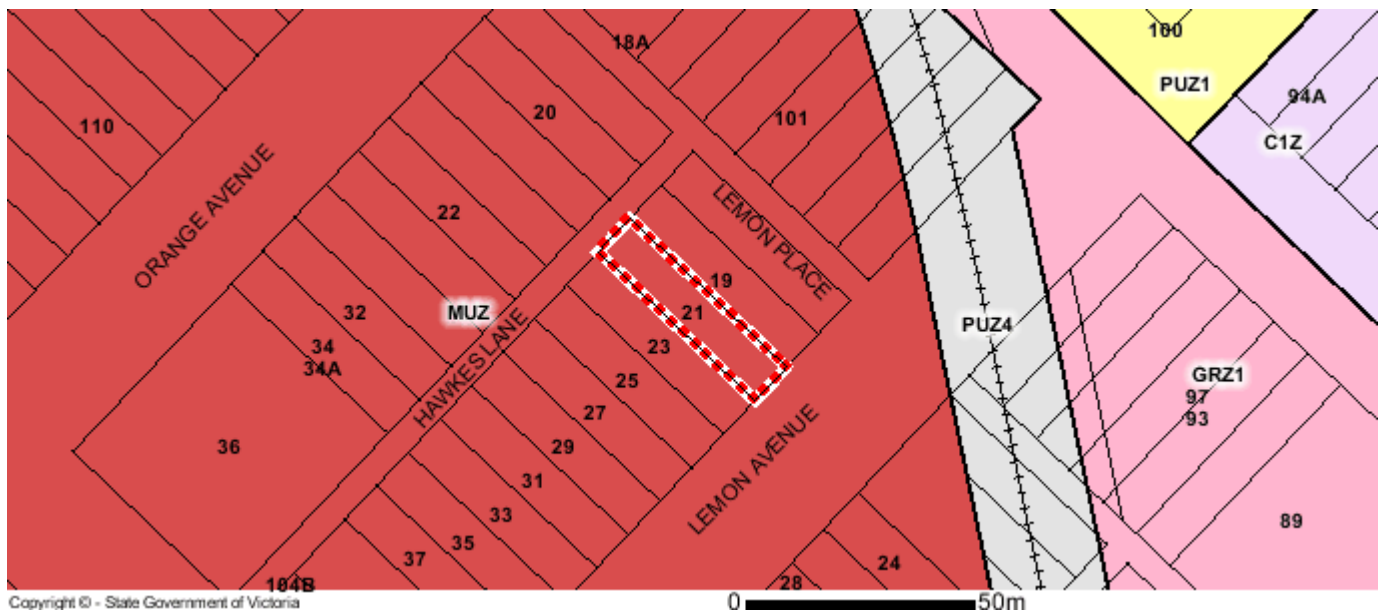 18A
100
PUZ1
94A
C1Z
110
20
101
ORANGE AVENUE
22
LEMON PLACE
19
32
MUZ
21
34
34A
23
PUZ4
25
HAWKES LANE
27
GRZ1
97
93
36
29
LEMON AVENUE
31
33
89
35
37
24
28
104B
Copyright © - State Government of Victoria
0
50m